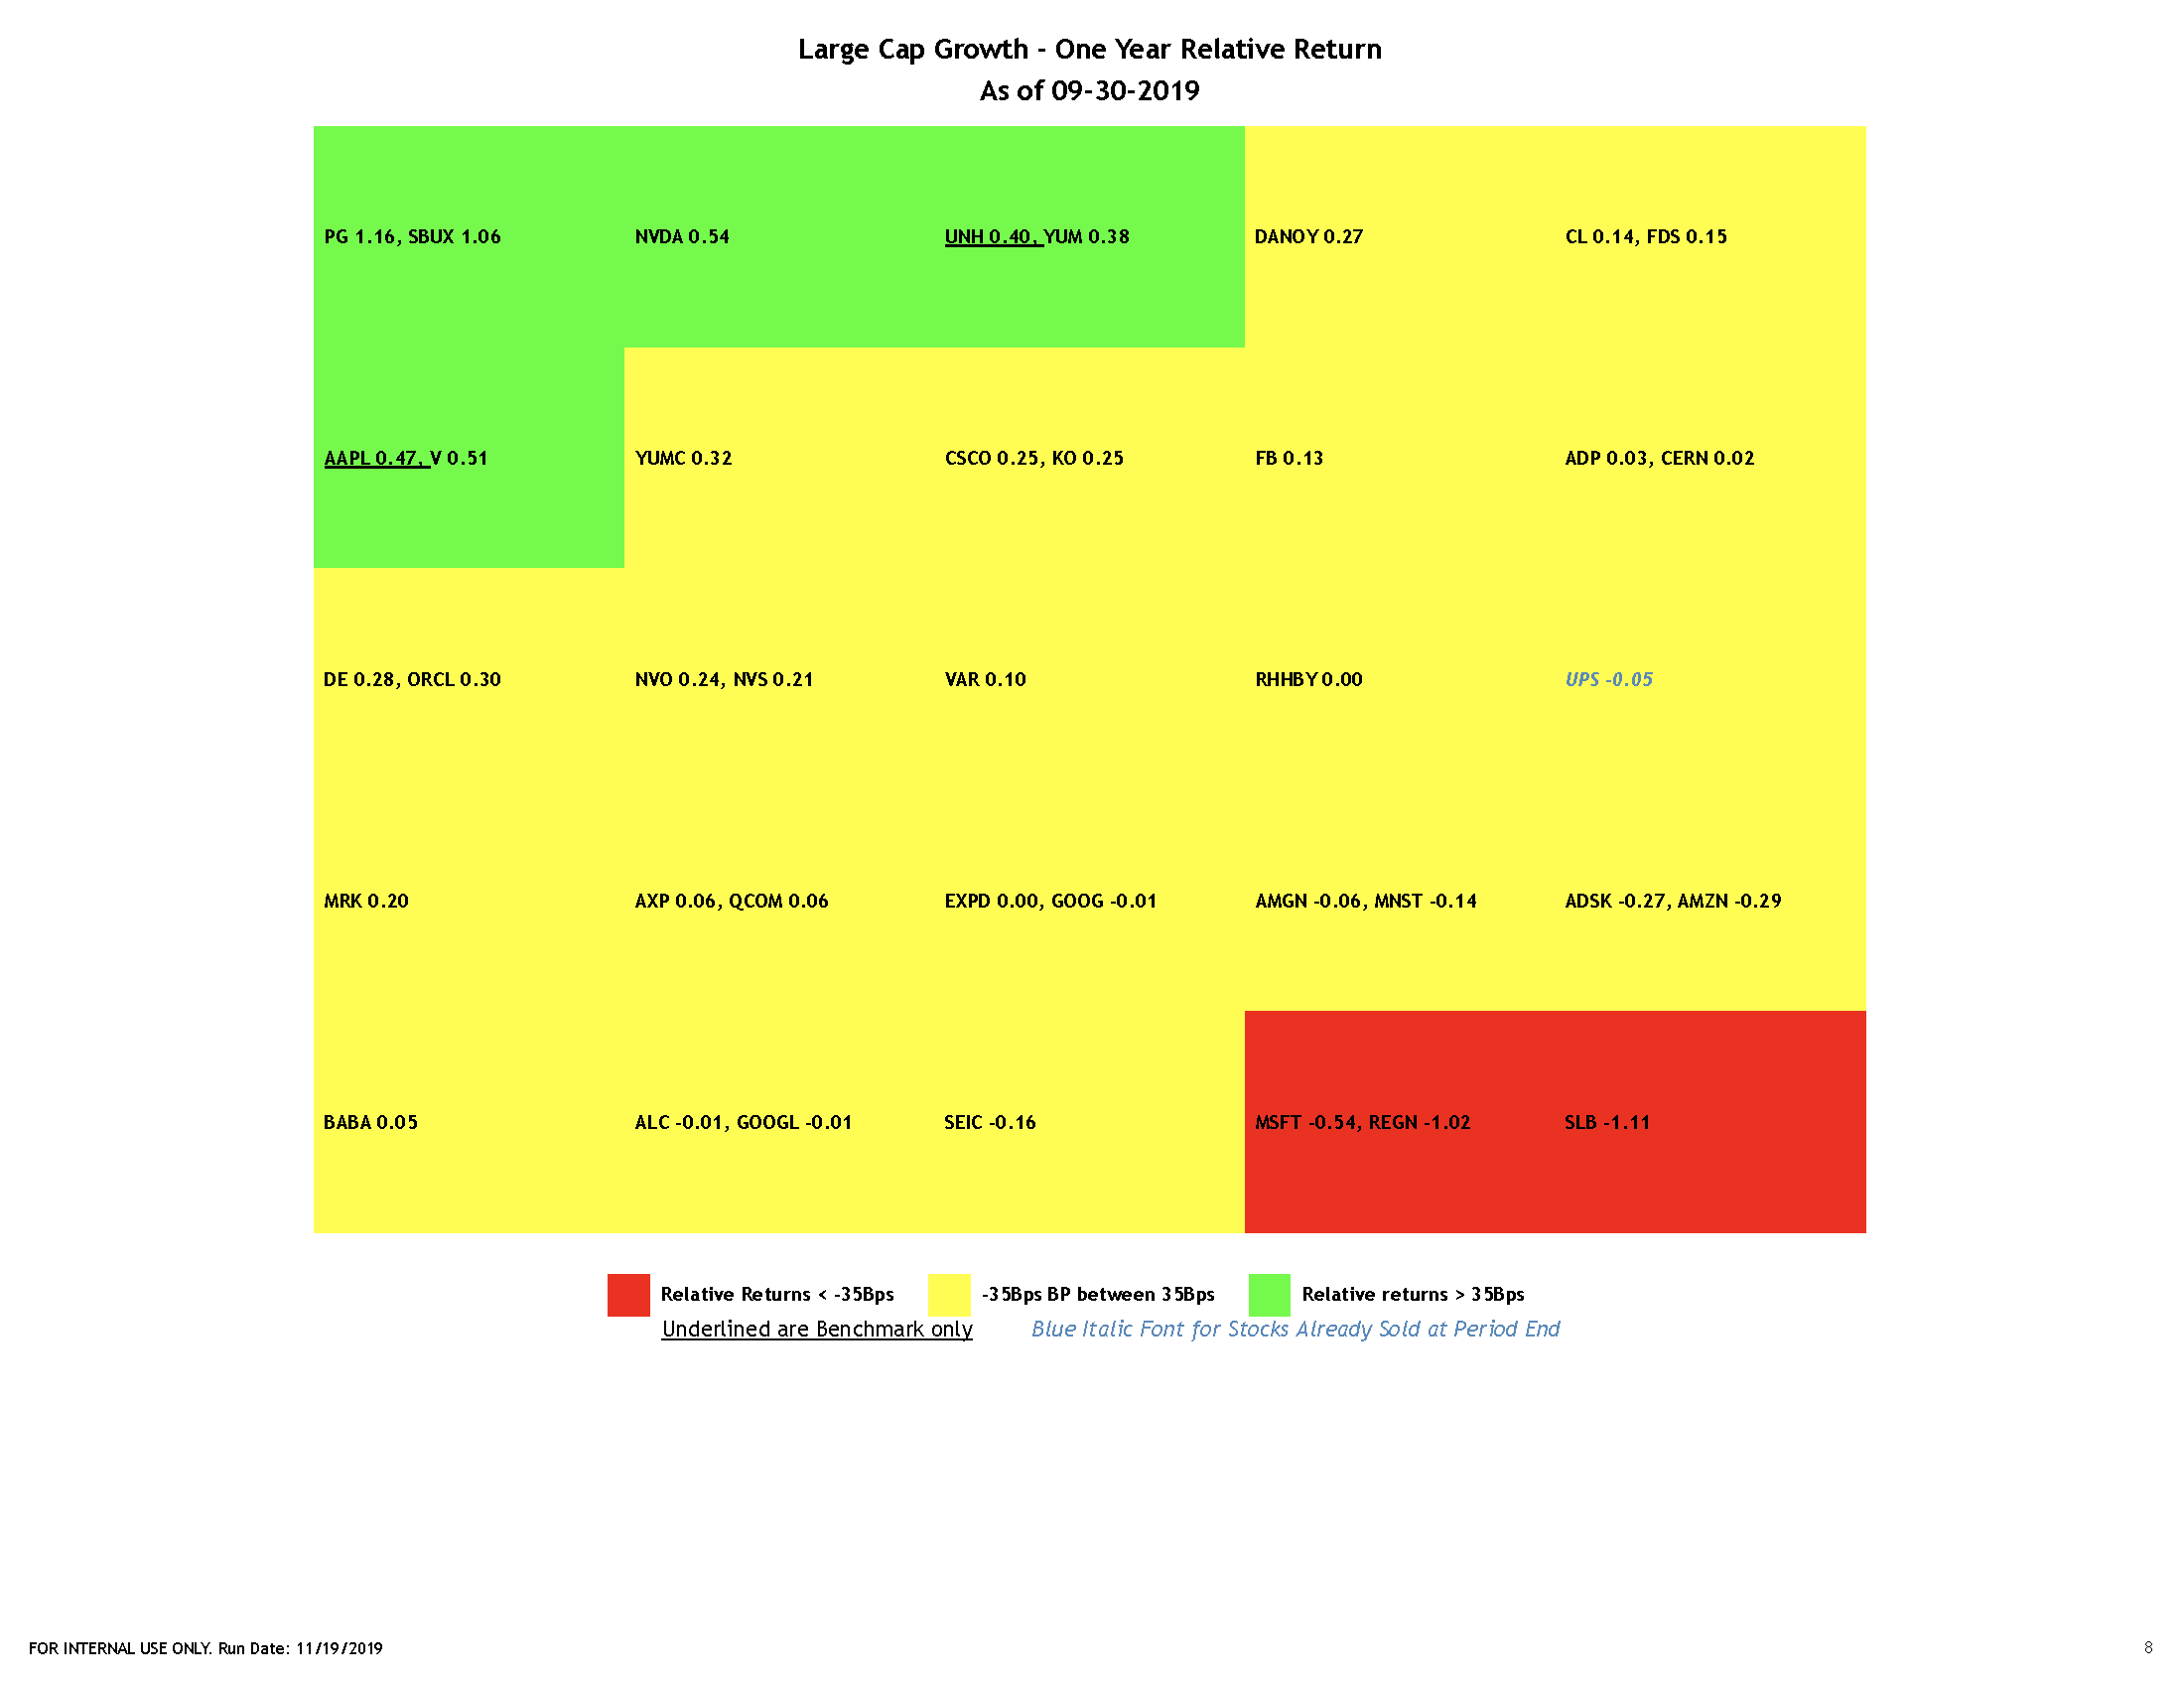 Large Cap Growth - One Year Relative Return
As of 09-30-2019
PG 1.16, SBUX 1.06
NVDA 0.54
UNH 0.40, YUM 0.38
DANOY 0.27
CL 0.14, FDS 0.15
AAPL 0.47, V 0.51
YUMC 0.32
CSCO 0.25, KO 0.25
FB 0.13
ADP 0.03, CERN 0.02
DE 0.28, ORCL 0.30
NVO 0.24, NVS 0.21
VAR 0.10
RHHBY 0.00
UPS -0.05
MRK 0.20
AXP 0.06, QCOM 0.06
EXPD 0.00, GOOG -0.01
AMGN -0.06, MNST -0.14
ADSK -0.27, AMZN -0.29
BABA 0.05
ALC -0.01, GOOGL -0.01
SEIC -0.16
MSFT -0.54, REGN -1.02
SLB -1.11
Relative Returns < -35Bps
-35Bps BP between 35Bps
Relative returns > 35Bps
Underlined are Benchmark only
Blue Italic Font for Stocks Already Sold at Period End
FOR INTERNAL USE ONLY. Run Date: 11/19/2019
8